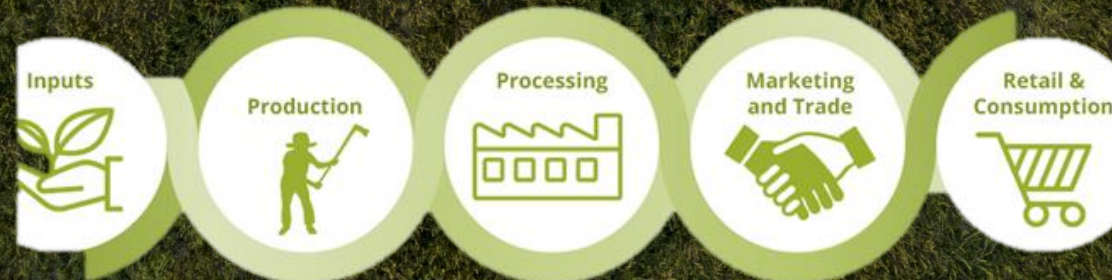 Inputs
Production
Processing
Marketing
and Trade
Retail &
Consumption